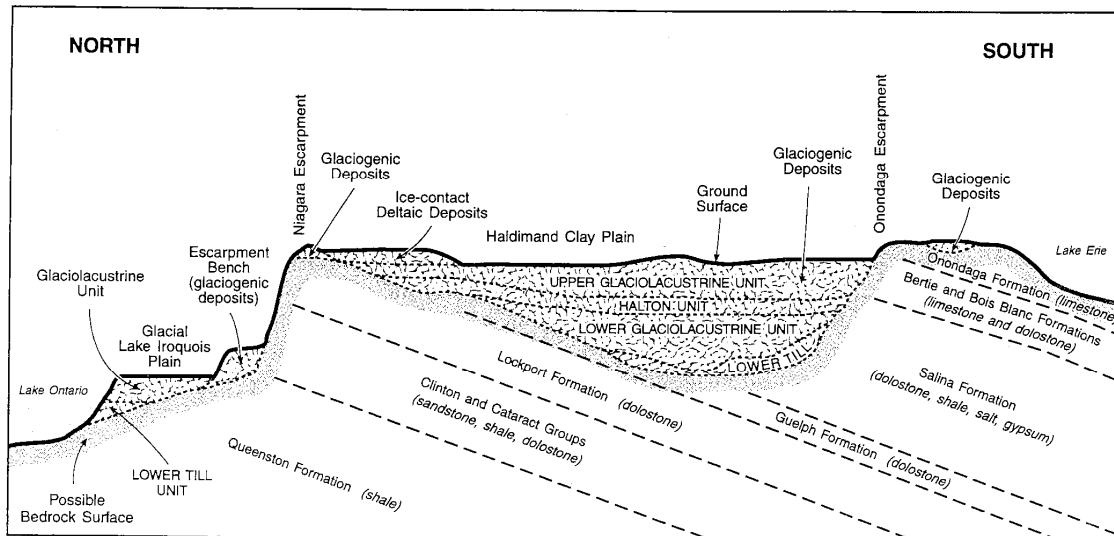 NORTH
SOUTH
Niagara Escarpment
Glaciogenic
Deposits
Ice-contact
Deltaic Deposits
Haldimand Clay Plain
Ground
Surface
Glaciogenic
Deposits
Onondaga Escarpment
Glaciogenic
Deposits
Lake Erie
Escarpment
Bench
(glaciogenic
deposits)
Glaciolacustrine
Unit
Glacial
Lake Iroquois
Plain
Lake Ontario
UPPER GLACIOLACUSTRINE UNIT
HALTON UNIT
LOWER GLACIOLACUSTRINE UNIT
LOWER TILL
Onondaga Formation (limestone)
Bertie and Bois Blanc Formations
(limestone and dolostone)
Salina Formation
(dolostone, shale, salt, gypsum)
Guelph Formation (dolostone)
Lockport Formation (dolostone)
Clinton and Cataract Groups
(sandstone, shale, dolostone)
Queenston Formation (shale)
LOWER TILL
UNIT
Possible
Bedrock Surface